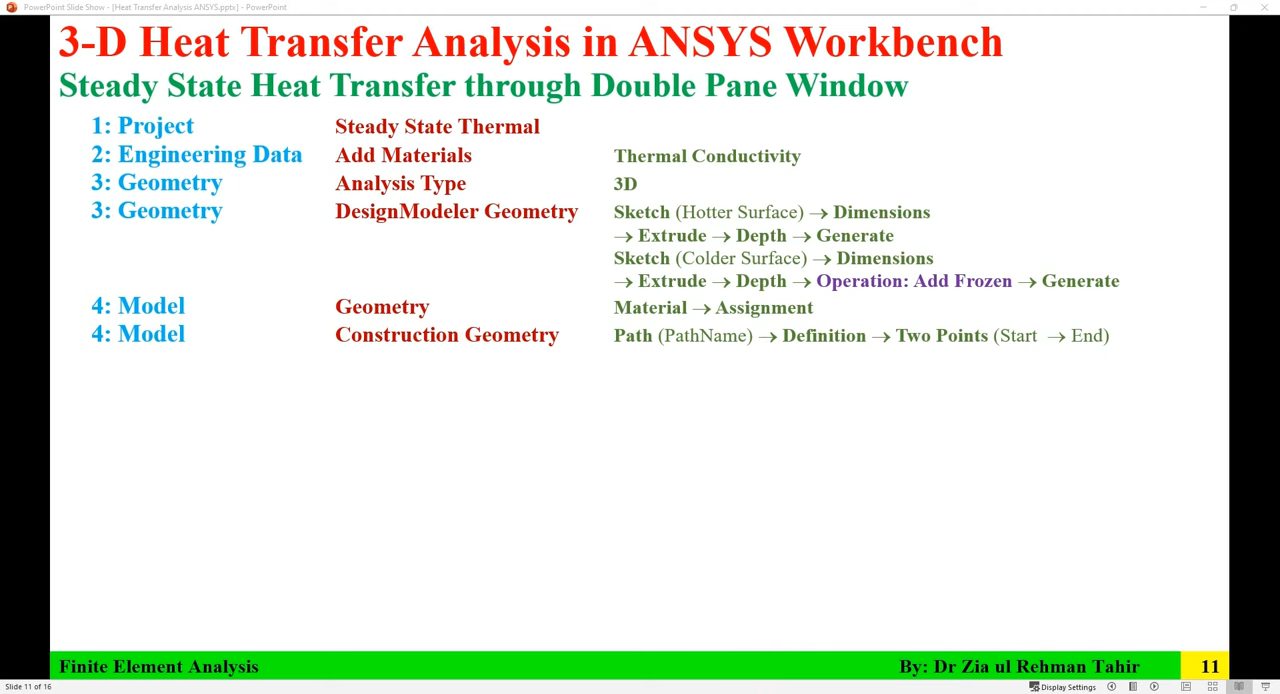 PowerPoint Slide Show - [Heat Transfer Analysis ANSYS.pptx] - PowerPoint
3-D Heat Transfer Analysis in ANSYS Workbench
Steady State Heat Transfer through Double Pane Window
1: Project Steady State Thermal
2: Engineering Data Add Materials Thermal Conductivity
3: Geometry Analysis Type 3D
3: Geometry DesignModeler Geometry Sketch (Hotter Surface) → Dimensions
→ Extrude → Depth → Generate
Sketch (Colder Surface) → Dimensions
→ Extrude → Depth → Operation: Add Frozen → Generate
4: Model Geometry Material → Assignment
4: Model Construction Geometry Path (PathName) → Definition → Two Points (Start → End)
Finite Element Analysis By: Dr Zia ul Rehman Tahir 11
Slide 11 of 16 Display Settings